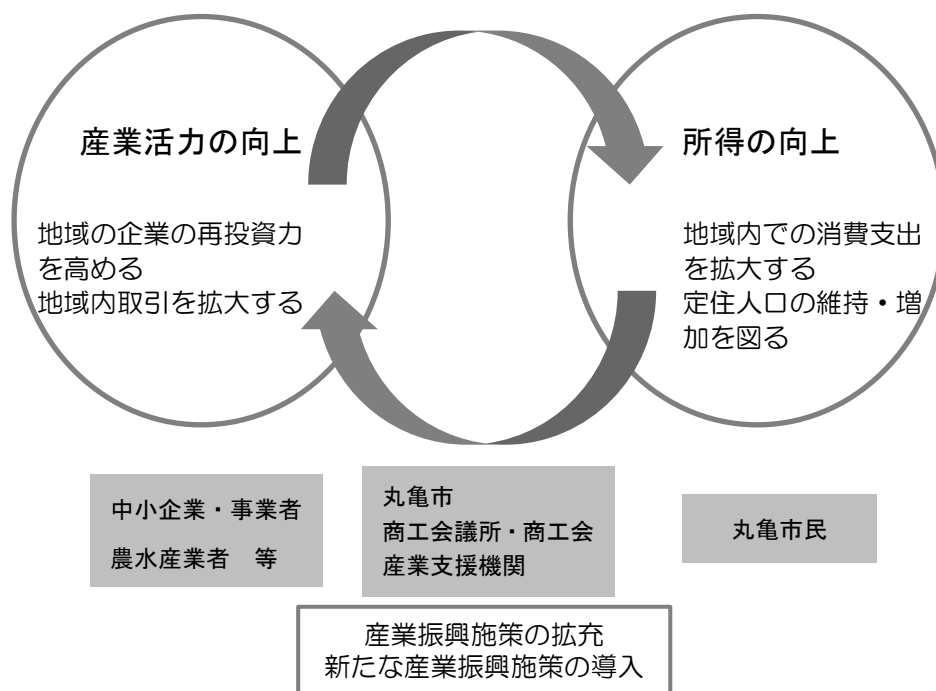 産業活力の向上
地域の企業の再投資力
を高める
地域内取引を拡大する
所得の向上
地域内での消費支出
を拡大する
定住人口の維持・増
加を図る
中小企業・事業者
農水産業者　等
丸亀市
商工会議所・商工会
産業支援機関
丸亀市民
産業振興施策の拡充
新たな産業振興施策の導入